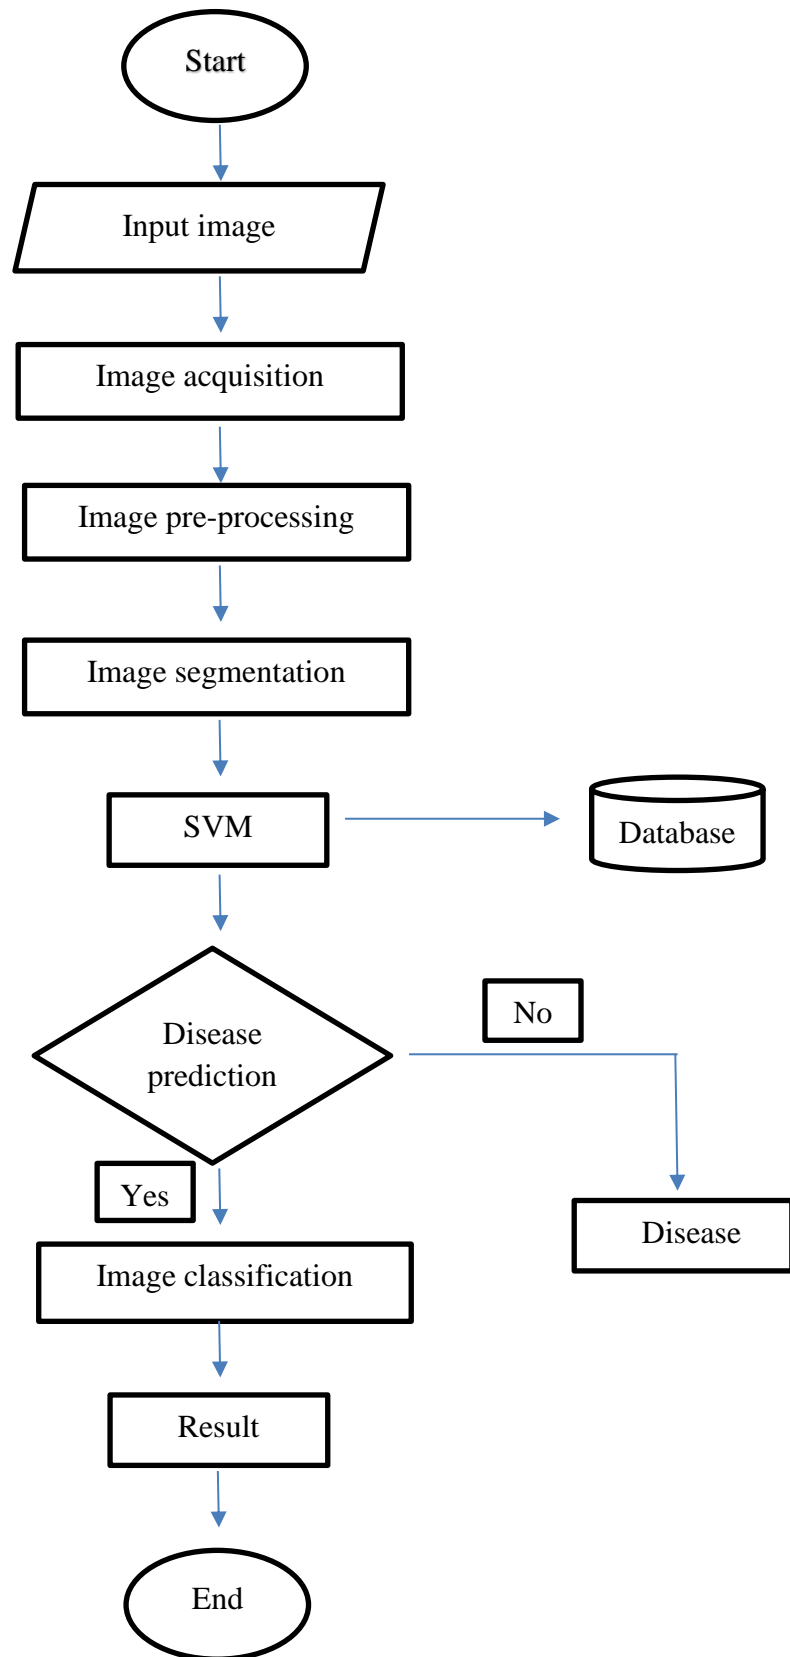 Start
Input image
Image acquisition
Image pre-processing
Image segmentation
SVM
Database
Disease
prediction
No
Yes
Disease
Image classification
Result
End